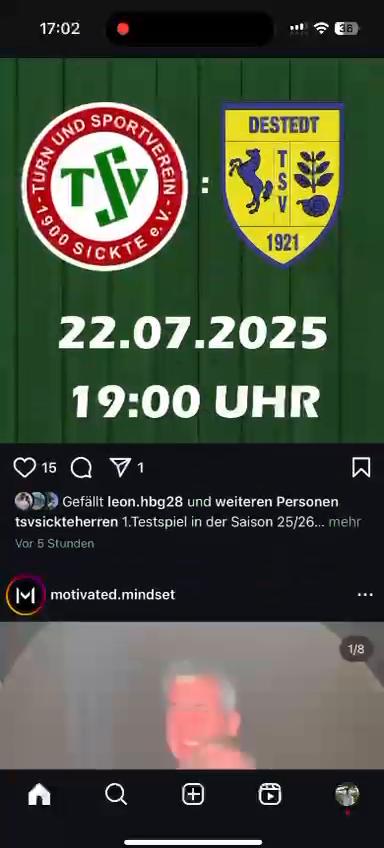 17:02
36
TURN UND SPORTVEREIN
TSV
1900 SICKTE e.V.
:
DESTEDT
TSV
1921
22.07.2025
19:00 UHR
15
1
Gefällt leon.hbg28 und weiteren Personen
tsvsickteherren 1.Testspiel in der Saison 25/26... mehr
Vor 5 Stunden
motivated.mindset
1/8